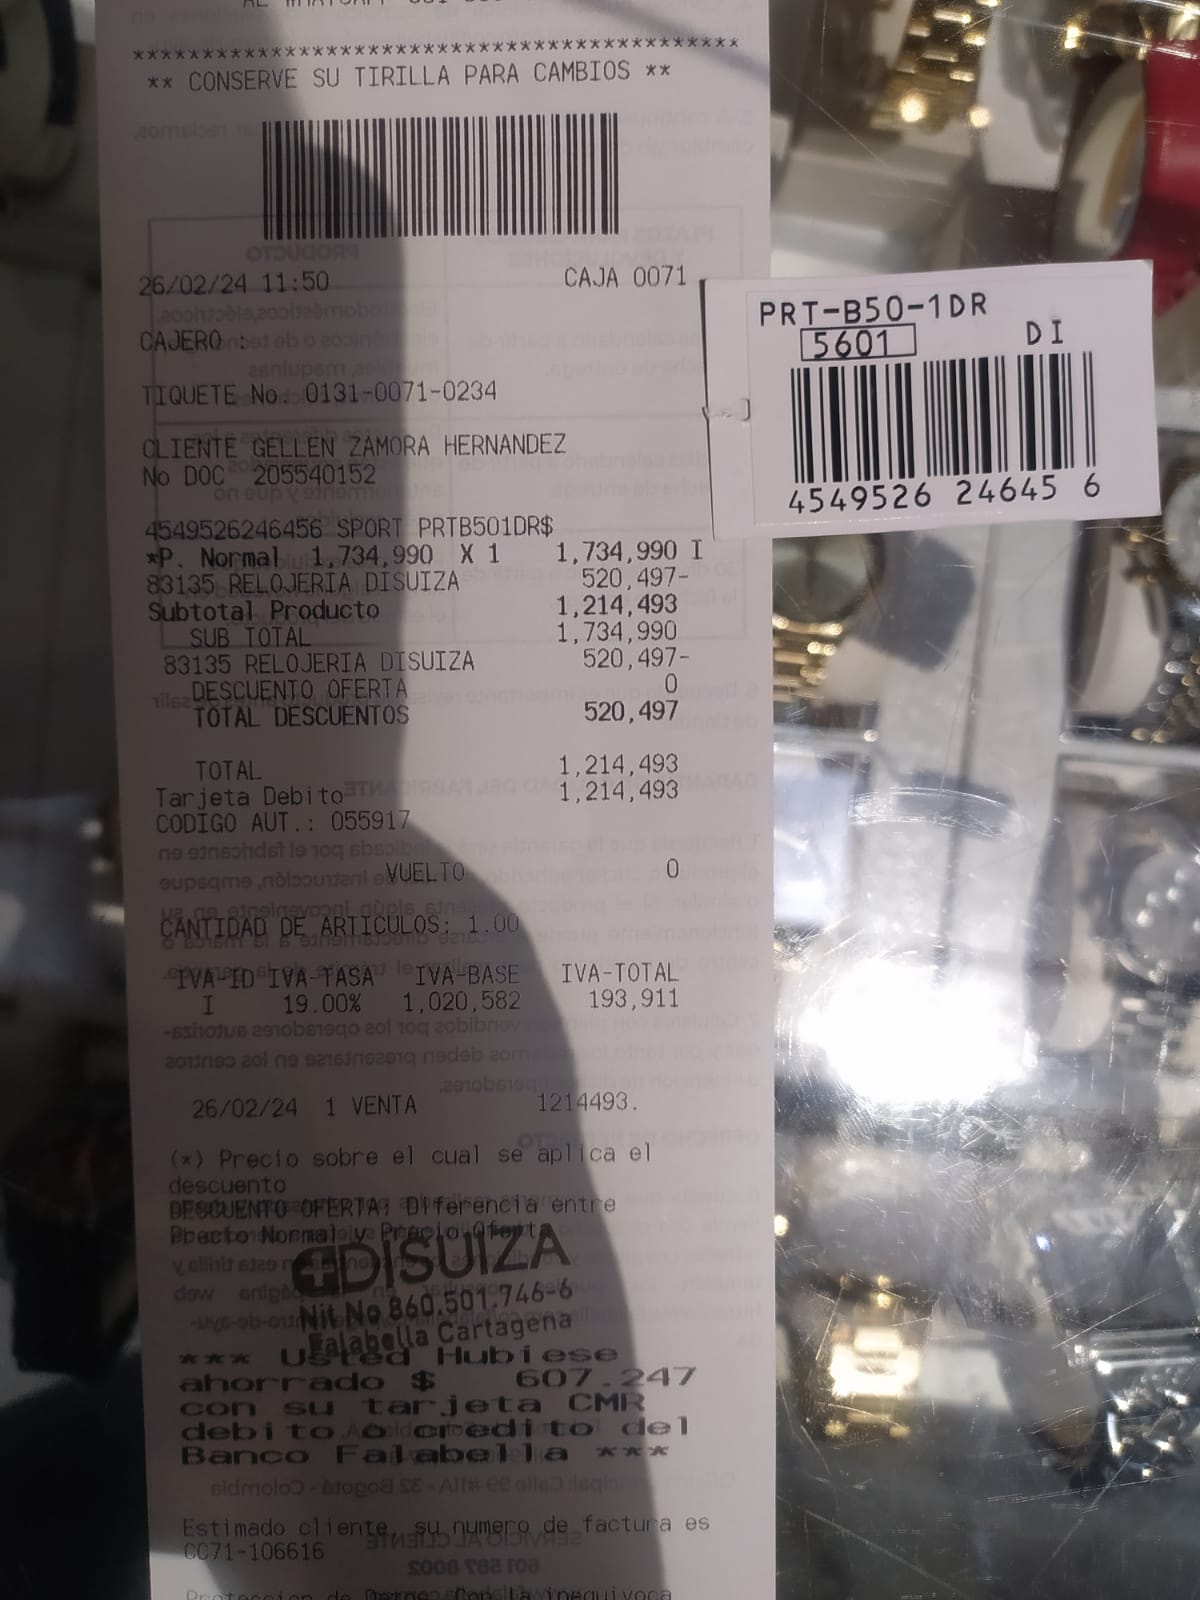 ******************************************
** CONSERVE SU TIRILLA PARA CAMBIOS **
26/02/24 11:50 CAJA 0071
CAJERO :
TIQUETE No. 0131-0071-0234
CLIENTE GELLEN ZAMORA HERNANDEZ
No DOC 205540152
4549526246456 SPORT PRTB501DR$
*P. Normal 1,734,990 X 1 1,734,990 I
83135 RELOJERIA DISUIZA 520,497-
Subtotal Producto 1,214,493
SUB TOTAL 1,734,990
83135 RELOJERIA DISUIZA 520,497-
DESCUENTO OFERTA 0
TOTAL DESCUENTOS 520,497
TOTAL 1,214,493
Tarjeta Debito 1,214,493
CODIGO AUT.: 055917
VUELTO 0
CANTIDAD DE ARTICULOS: 1.00
IVA-ID IVA-TASA IVA-BASE IVA-TOTAL
I 19.00% 1,020,582 193,911
26/02/24 1 VENTA 1214493.
(*) Precio sobre el cual se aplica el
descuento
DESCUENTO OFERTA: Diferencia entre
Precto Normal y Precio Oferta
DISUIZA
Nit No 860.501.746-6
Falabella Cartagena
*** Usted Hubiese
ahorrado $ 607.247
con su tarjeta CMR
debito o credito del
Banco Falabella ***
Estimado cliente, su numero de factura es
CC71-106616
PRT-B50-1DR
5601 DI
4549526 24645 6